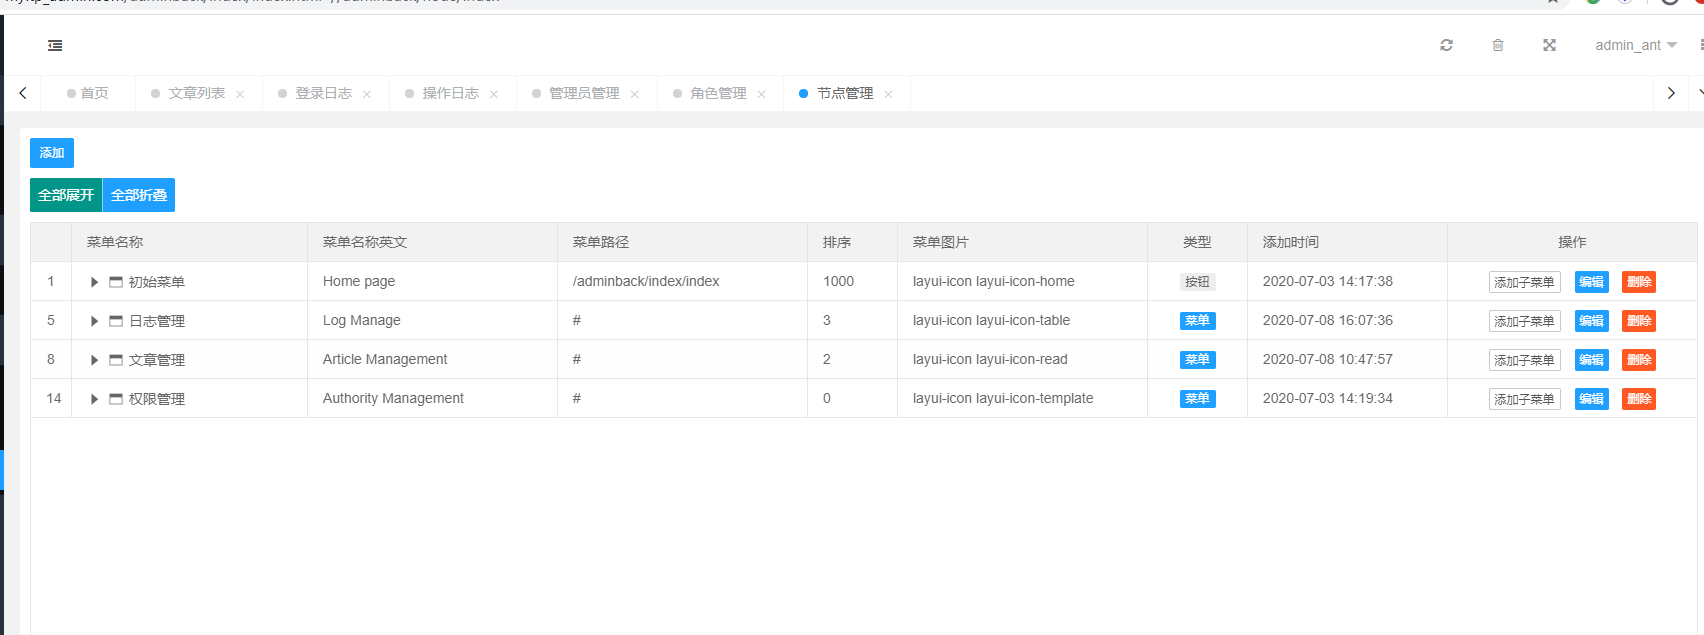 admin_ant
首页 文章列表 登录日志 操作日志 管理员管理 角色管理 节点管理
添加
全部展开 全部折叠
菜单名称 菜单名称英文 菜单路径 排序 菜单图片 类型 添加时间 操作
1 初始菜单 Home page /adminback/index/index 1000 layui-icon layui-icon-home 按钮 2020-07-03 14:17:38 添加子菜单 编辑 删除
5 日志管理 Log Manage # 3 layui-icon layui-icon-table 菜单 2020-07-08 16:07:36 添加子菜单 编辑 删除
8 文章管理 Article Management # 2 layui-icon layui-icon-read 菜单 2020-07-08 10:47:57 添加子菜单 编辑 删除
14 权限管理 Authority Management # 0 layui-icon layui-icon-template 菜单 2020-07-03 14:19:34 添加子菜单 编辑 删除